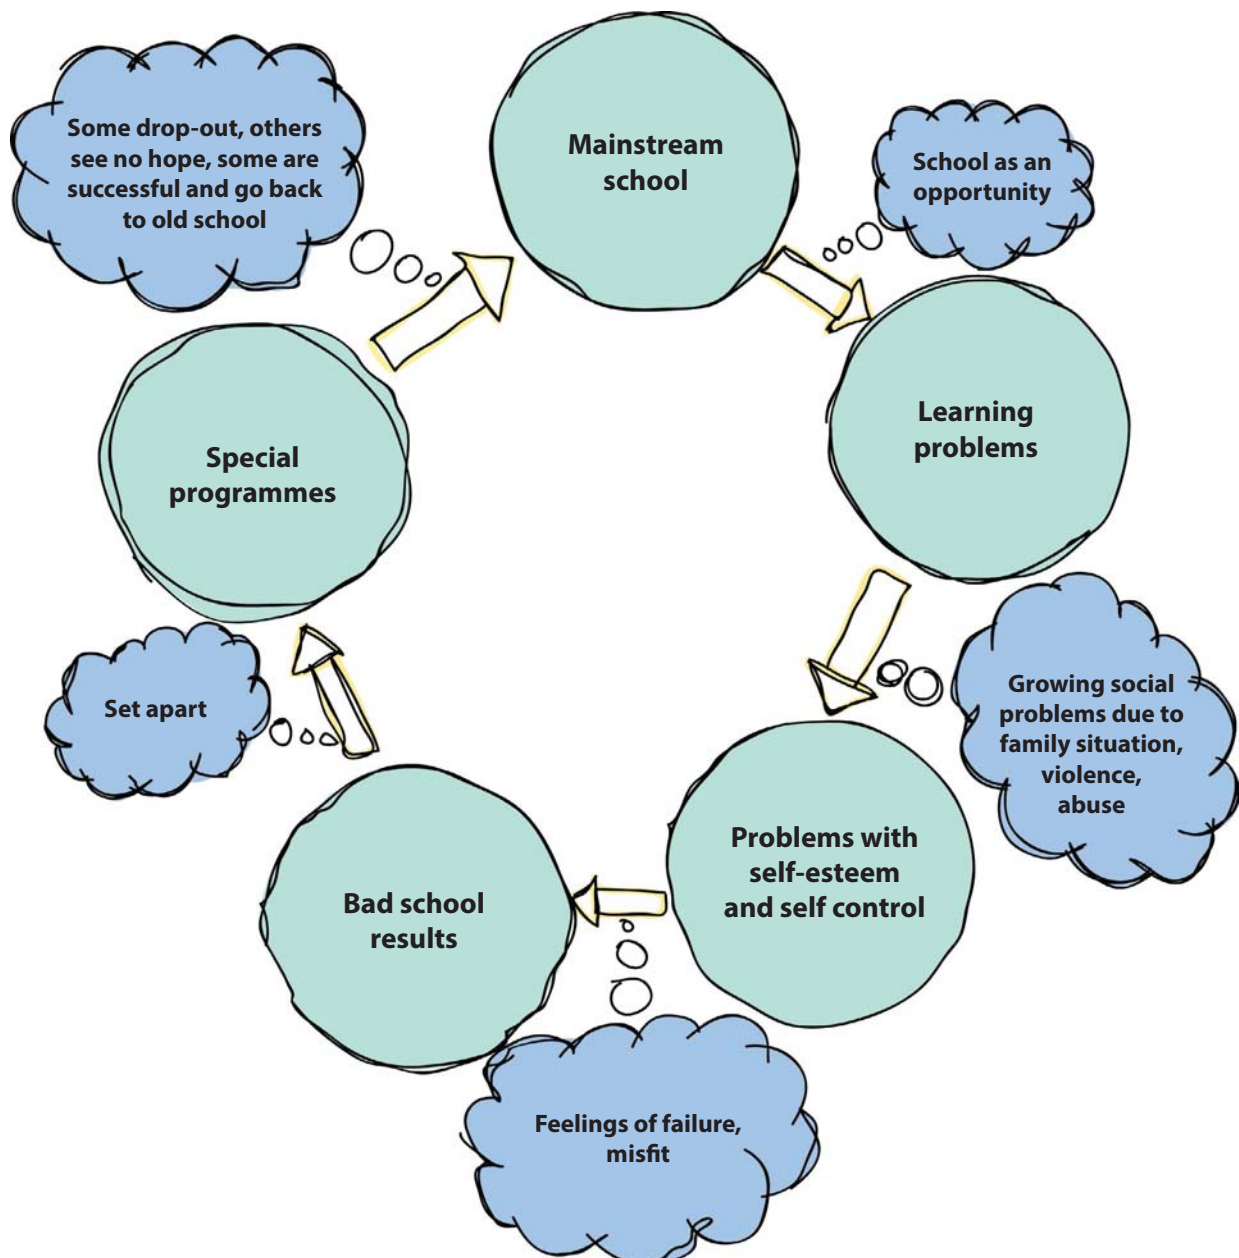 Mainstream
school
School as an
opportunity
Learning
problems
Growing social
problems due to
family situation,
violence,
abuse
Problems with
self-esteem
and self control
Feelings of failure,
misfit
Bad school
results
Set apart
Special
programmes
Some drop-out, others
see no hope, some are
successful and go back
to old school